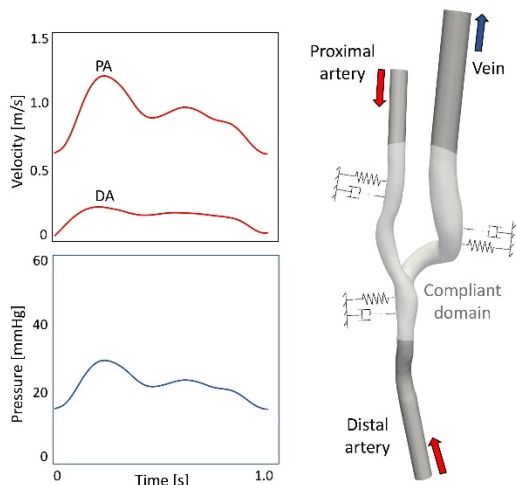 1.5
1.0
0.5
0
Velocity [m/s]
PA
DA
60
40
20
0
Pressure [mmHg]
0
1.0
Time [s]
Proximal
artery
Vein
Compliant
domain
Distal
artery